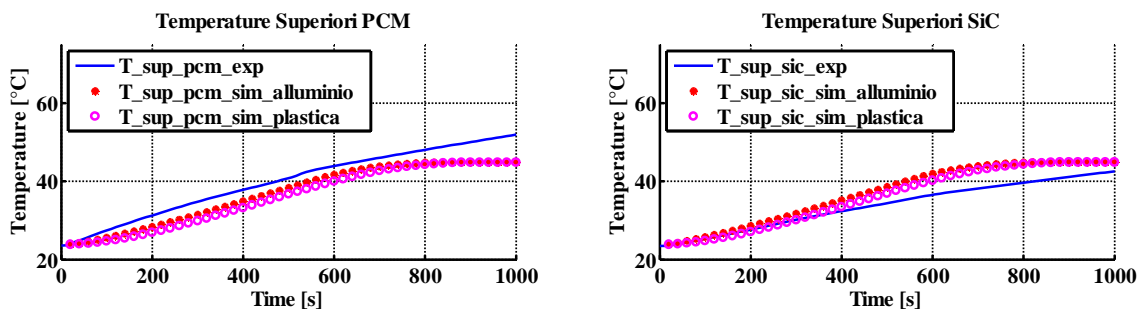 Temperature Superiori PCM
T_sup_pcm_exp
T_sup_pcm_sim_alluminio
T_sup_pcm_sim_plastica
Temperature [°C]
60
40
20
0
200
400
600
800
1000
Time [s]
Temperature Superiori SiC
T_sup_sic_exp
T_sup_sic_sim_alluminio
T_sup_sic_sim_plastica
Temperature [°C]
60
40
20
0
200
400
600
800
1000
Time [s]